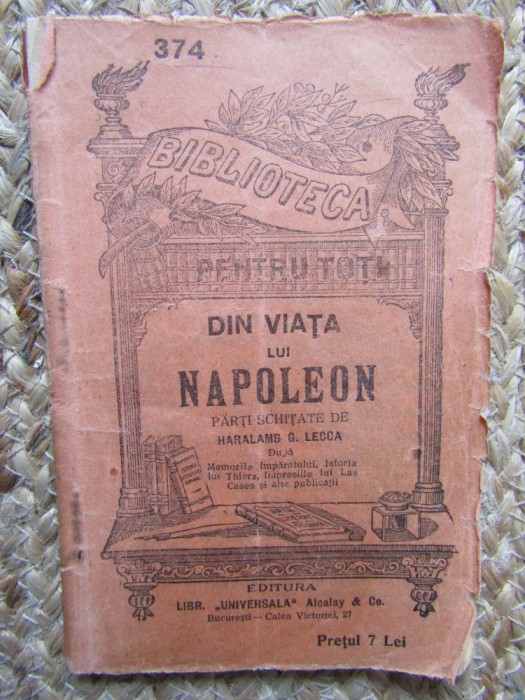 374
BIBLIOTECA
PENTRU TOȚI
DIN VIAȚA
LUI
NAPOLEON
PĂRȚI SCHIȚATE DE
HARALAMB G. LECCA
După
Memoriile Împăratului, Istoria
lui Thiers, Impresiile lui Las
Cases și alte publicații
EDITURA
LIBR. „UNIVERSALA" Alcalay & Co.
București — Calea Victoriei, 27
Prețul 7 Lei